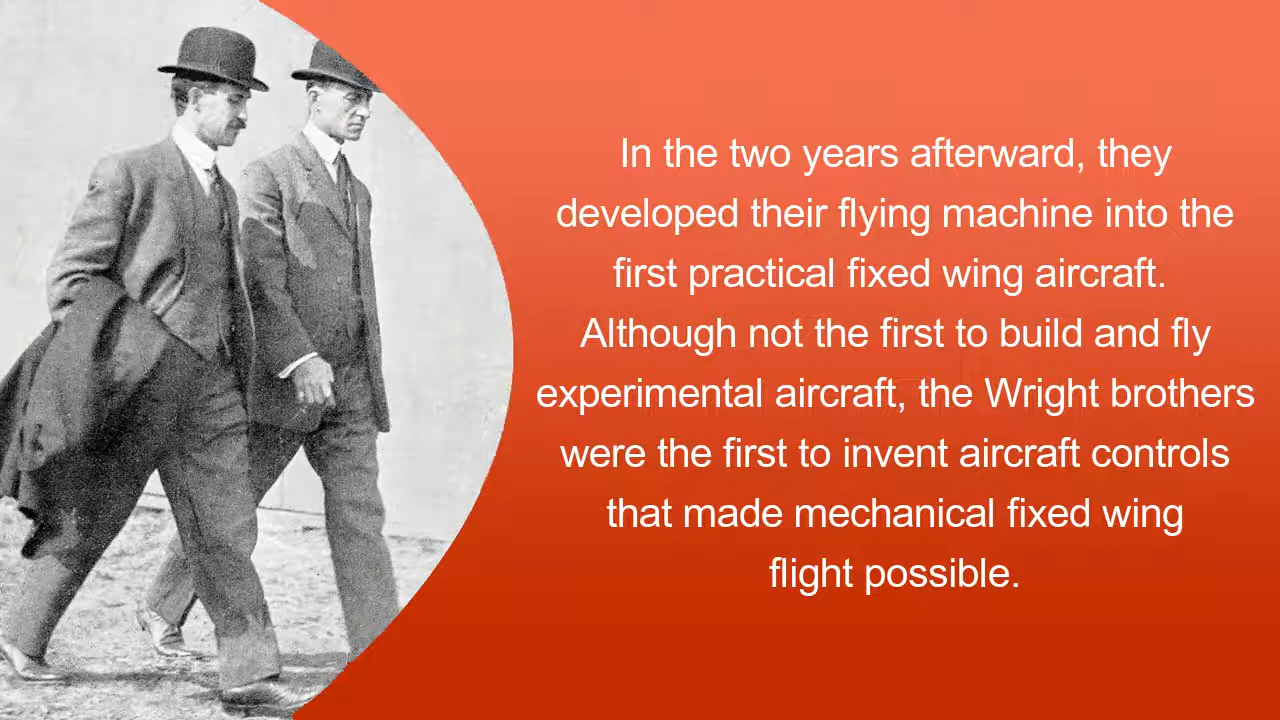 In the two years afterward, they
developed their flying machine into the
first practical fixed wing aircraft.
Although not the first to build and fly
experimental aircraft, the Wright brothers
were the first to invent aircraft controls
that made mechanical fixed wing
flight possible.